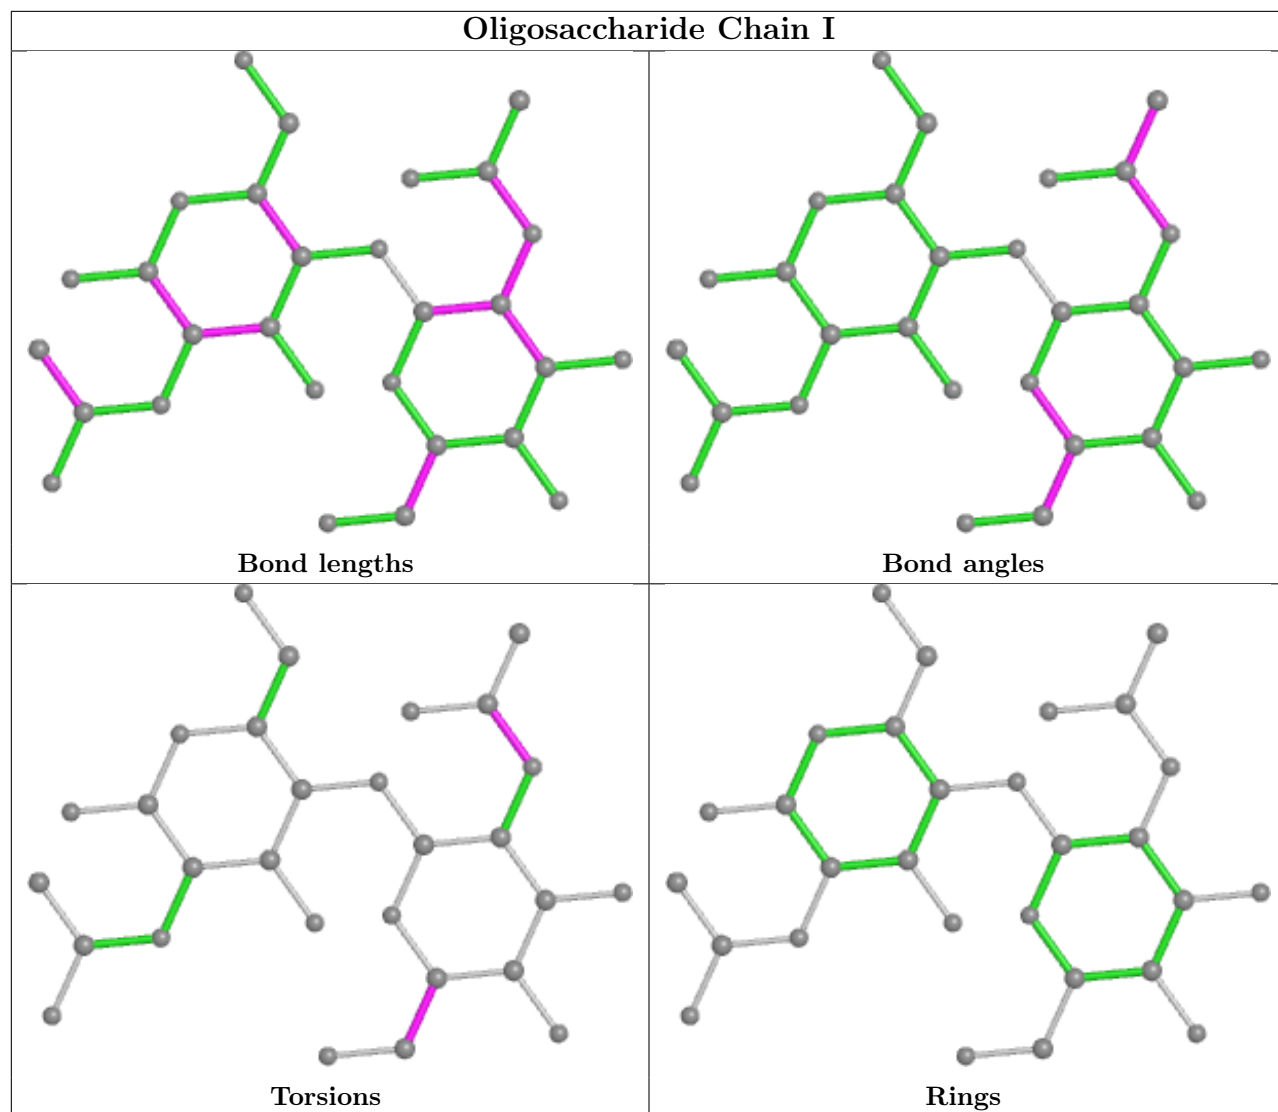 Oligosaccharide Chain I
Bond lengths
Bond angles
Torsions
Rings